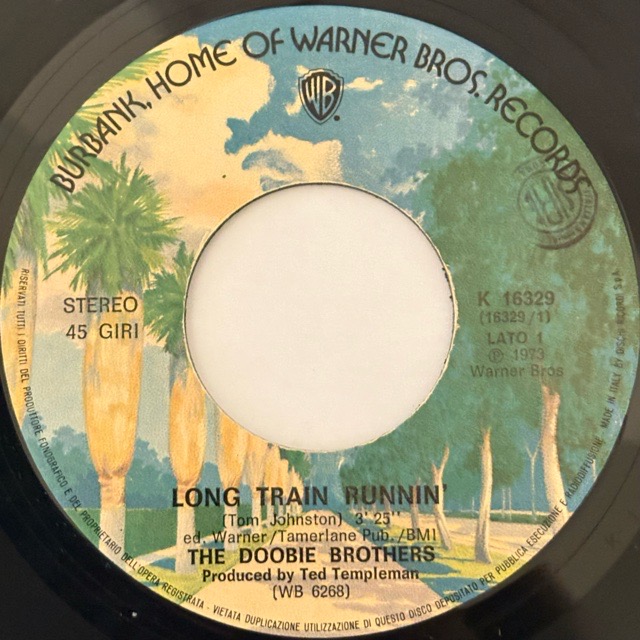 BURBANK, HOME OF WARNER BROS. RECORDS
WB
STEREO
45 GIRI
K 16329
(16329/1)
LATO 1
℗ 1973
Warner Bros
LONG TRAIN RUNNIN'
(Tom Johnston) 3' 25''
ed. Warner/Tamerlane Pub./BMI
THE DOOBIE BROTHERS
Produced by Ted Templeman
(WB 6268)
RISERVATI TUTTI I DIRITTI DEL PRODUTTORE FONOGRAFICO E DEL PROPRIETARIO DELL'OPERA REGISTRATA - VIETATA DUPLICAZIONE UTILIZZAZIONE DI QUESTO DISCO DEPOSITATO PER PUBBLICA ESECUZIONE E RADIODIFFUSIONE. MADE IN ITALY BY DISCHI RICORDI S.p.A.